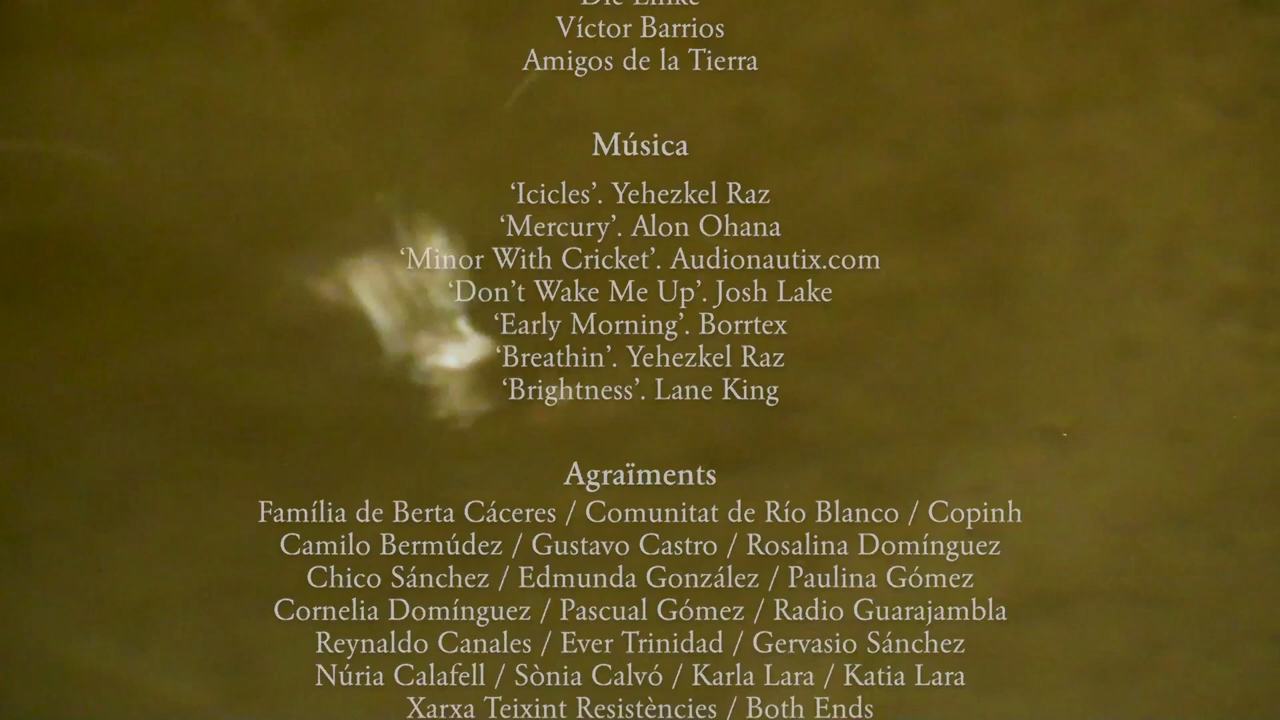 Die Linke
Víctor Barrios
Amigos de la Tierra
Música
‘Icicles’. Yehezkel Raz
‘Mercury’. Alon Ohana
‘Minor With Cricket’. Audionautix.com
‘Don’t Wake Me Up’. Josh Lake
‘Early Morning’. Borrtex
‘Breathin’. Yehezkel Raz
‘Brightness’. Lane King
Agraïments
Família de Berta Cáceres / Comunitat de Río Blanco / Copinh
Camilo Bermúdez / Gustavo Castro / Rosalina Domínguez
Chico Sánchez / Edmunda González / Paulina Gómez
Cornelia Domínguez / Pascual Gómez / Radio Guarajambla
Reynaldo Canales / Ever Trinidad / Gervasio Sánchez
Núria Calafell / Sònia Calvó / Karla Lara / Katia Lara
Xarxa Teixint Resistències / Both Ends